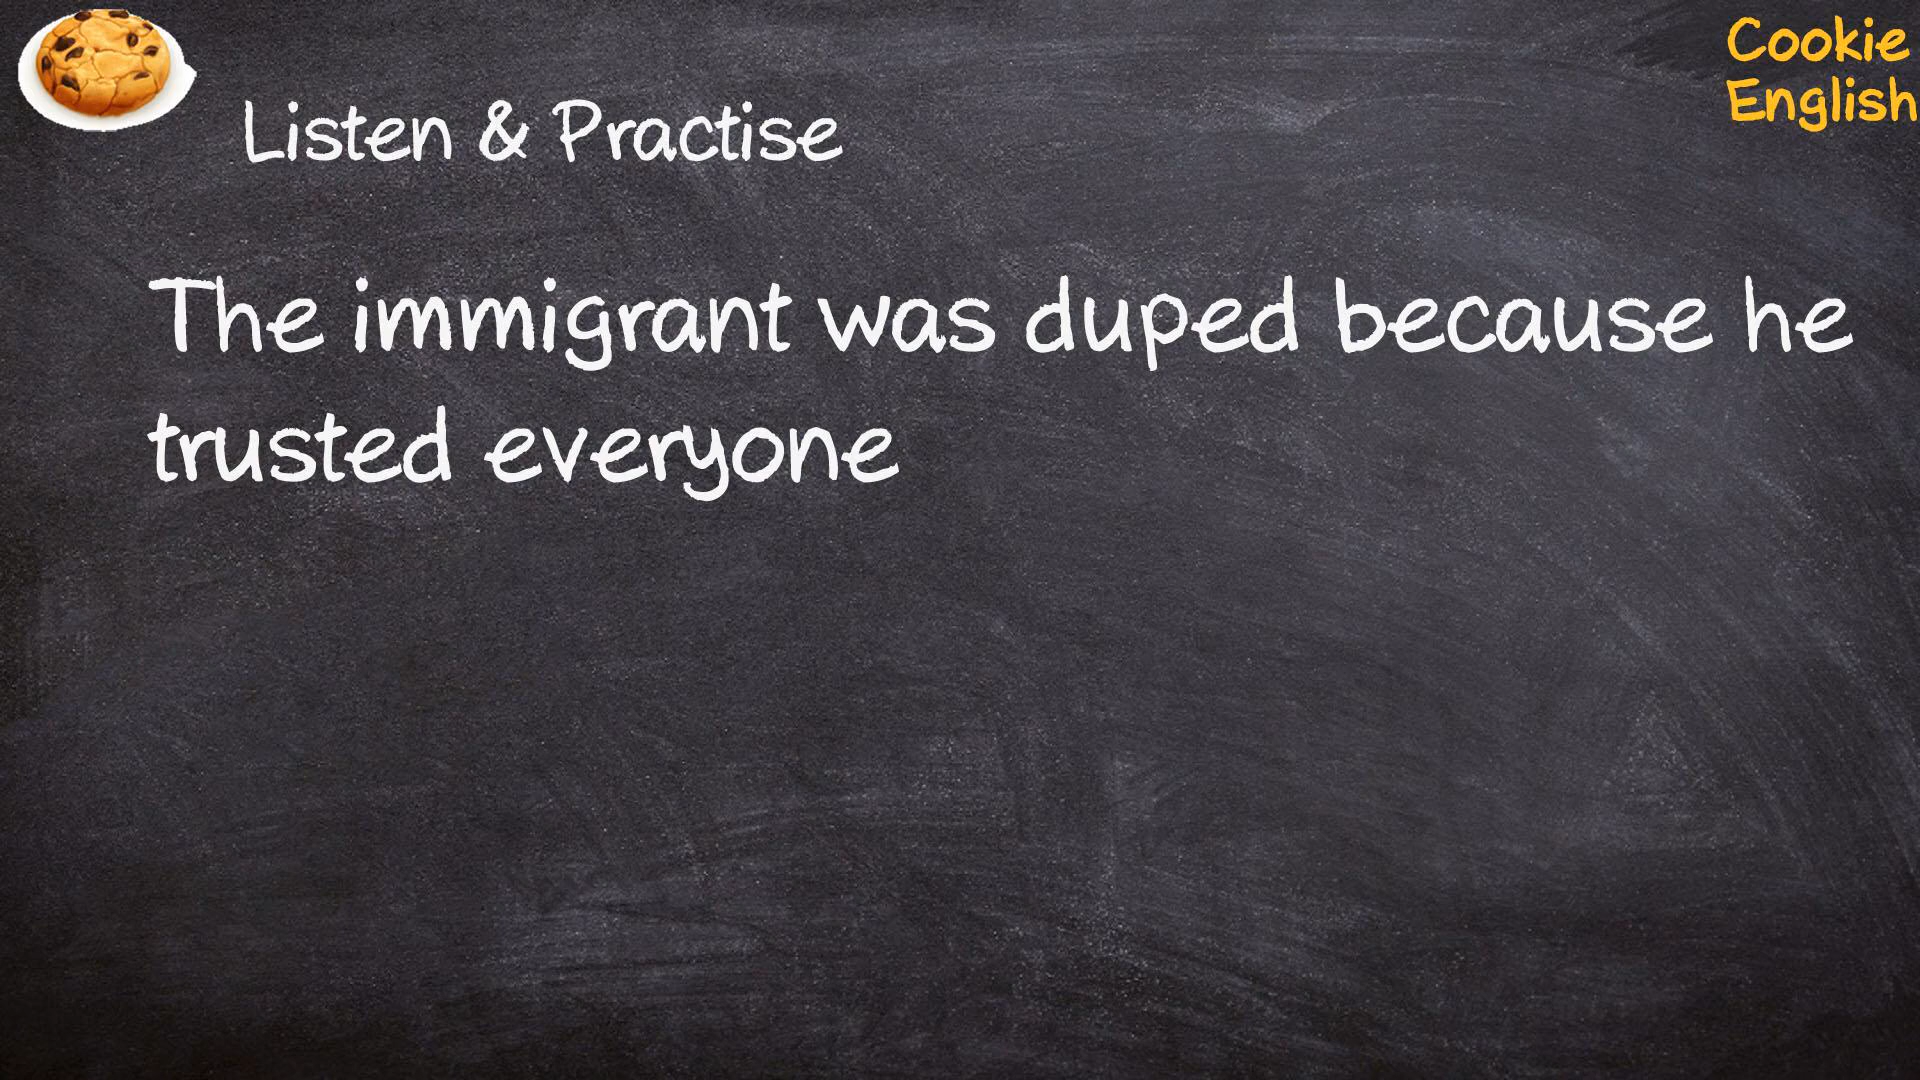 Cookie
English
Listen & Practise
The immigrant was duped because he
trusted everyone